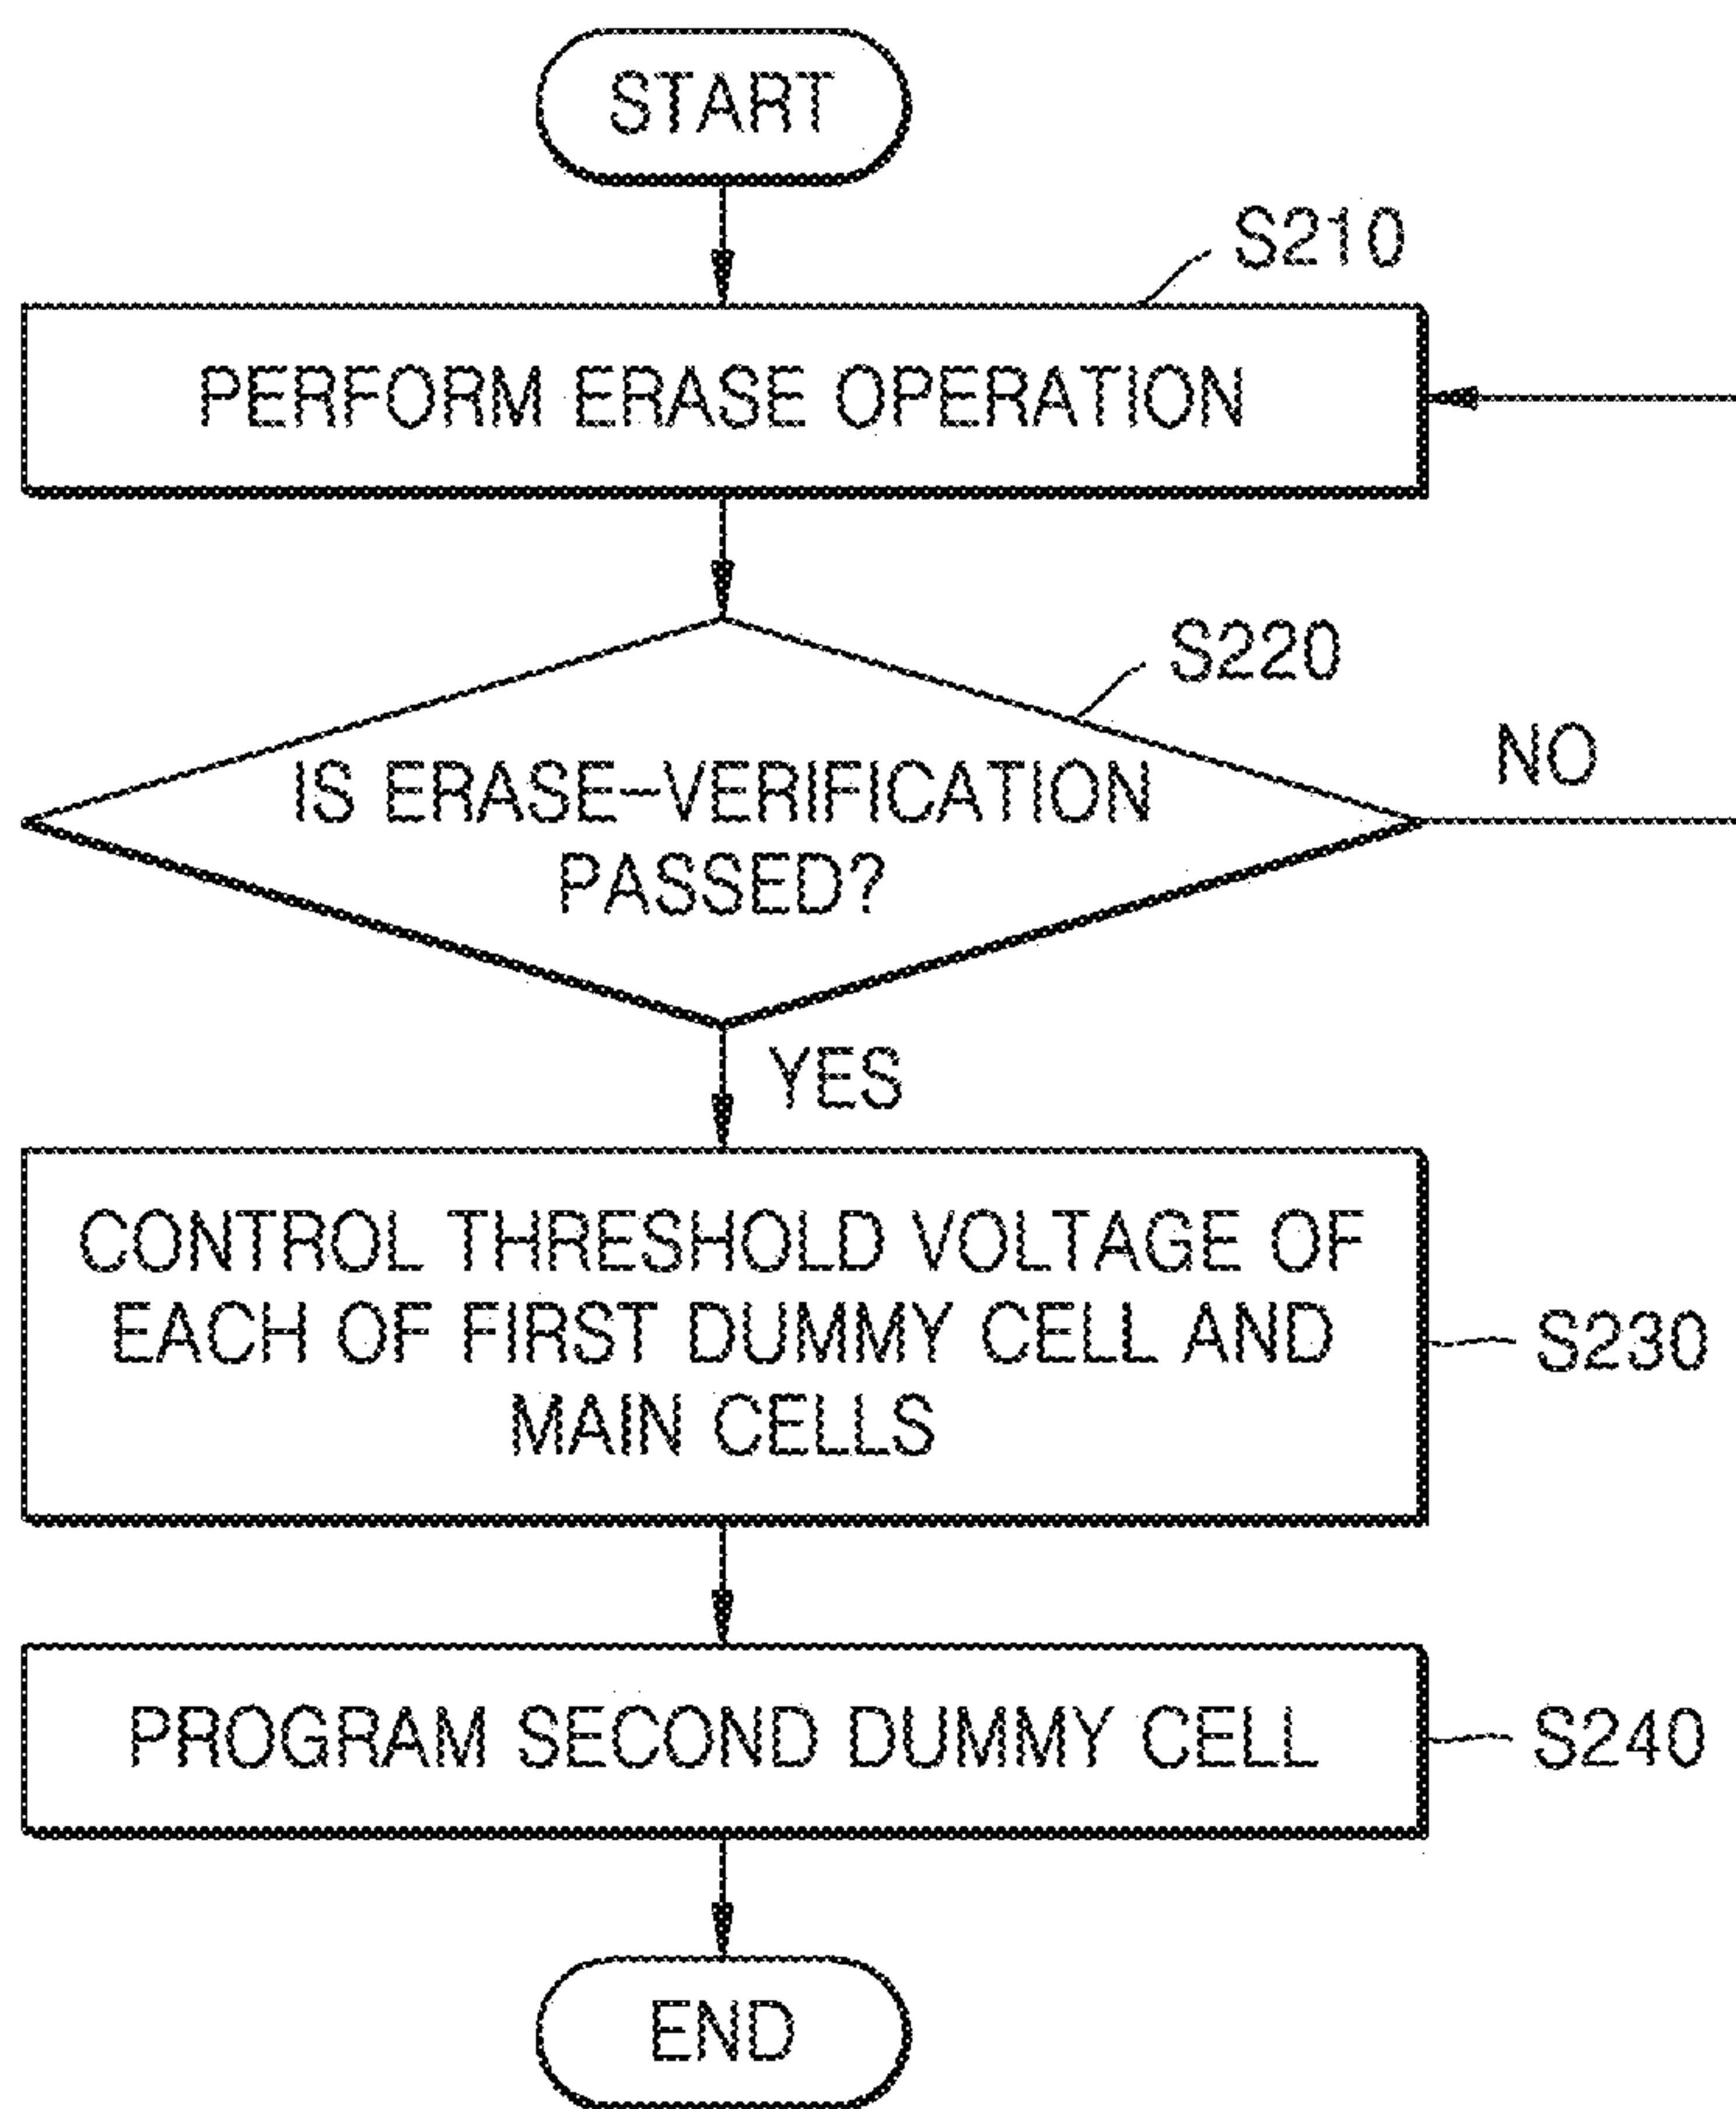 START
S210
PERFORM ERASE OPERATION
S220
IS ERASE-VERIFICATION
PASSED?
NO
YES
CONTROL THRESHOLD VOLTAGE OF
EACH OF FIRST DUMMY CELL AND
MAIN CELLS
S230
PROGRAM SECOND DUMMY CELL
S240
END